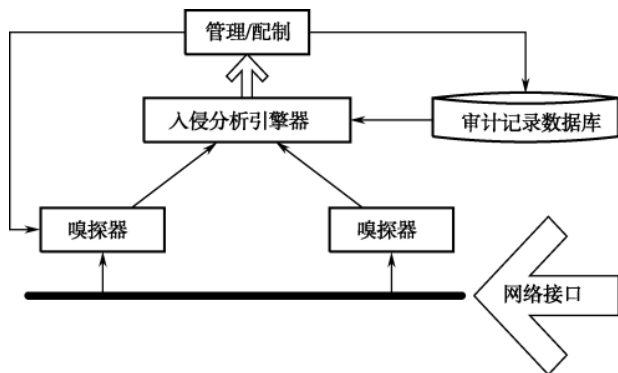 管理/配制
入侵分析引擎器
审计记录数据库
嗅探器
嗅探器
网络接口